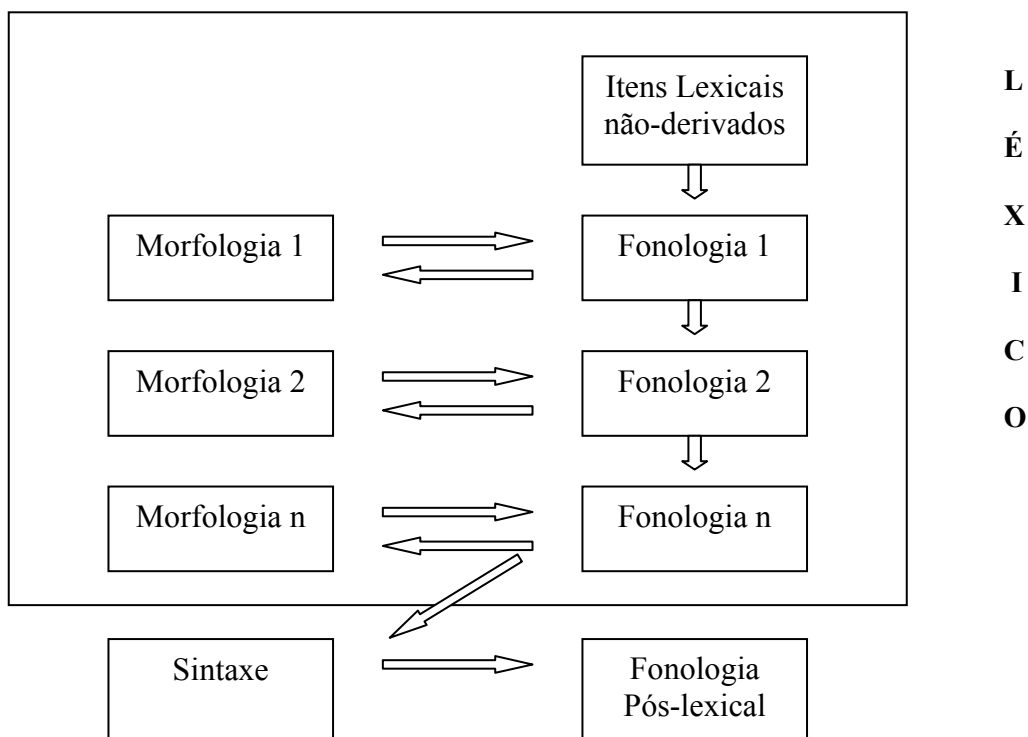 Itens Lexicais
não-derivados
Morfologia 1
Fonologia 1
Morfologia 2
Fonologia 2
Morfologia n
Fonologia n
Sintaxe
Fonologia
Pós-lexical
L
É
X
I
C
O